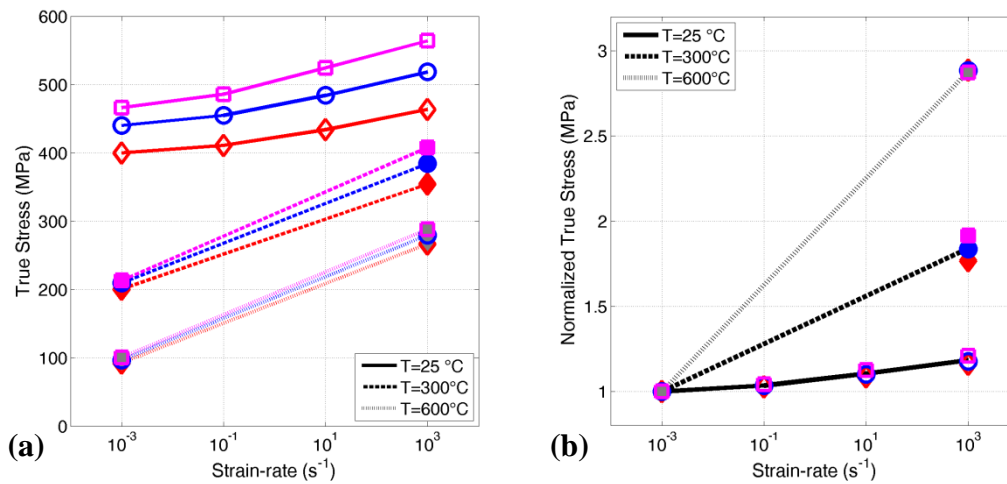 600
500
400
300
200
100
0
True Stress (MPa)
10-3
10-1
101
103
Strain-rate (s-1)
T=25 °C
T=300°C
T=600°C
(a)
3
2.5
2
1.5
1
Normalized True Stress (MPa)
10-3
10-1
101
103
Strain-rate (s-1)
T=25 °C
T=300°C
T=600°C
(b)